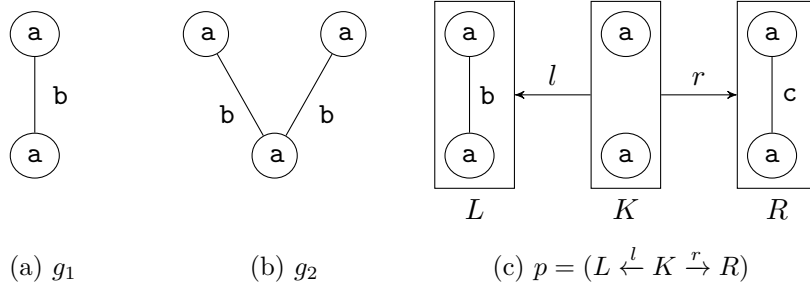 a a a a a a
b b b b l r c
a a a a a
L K R
(a) g₁ (b) g₂ (c) p = (L ←l K →r R)